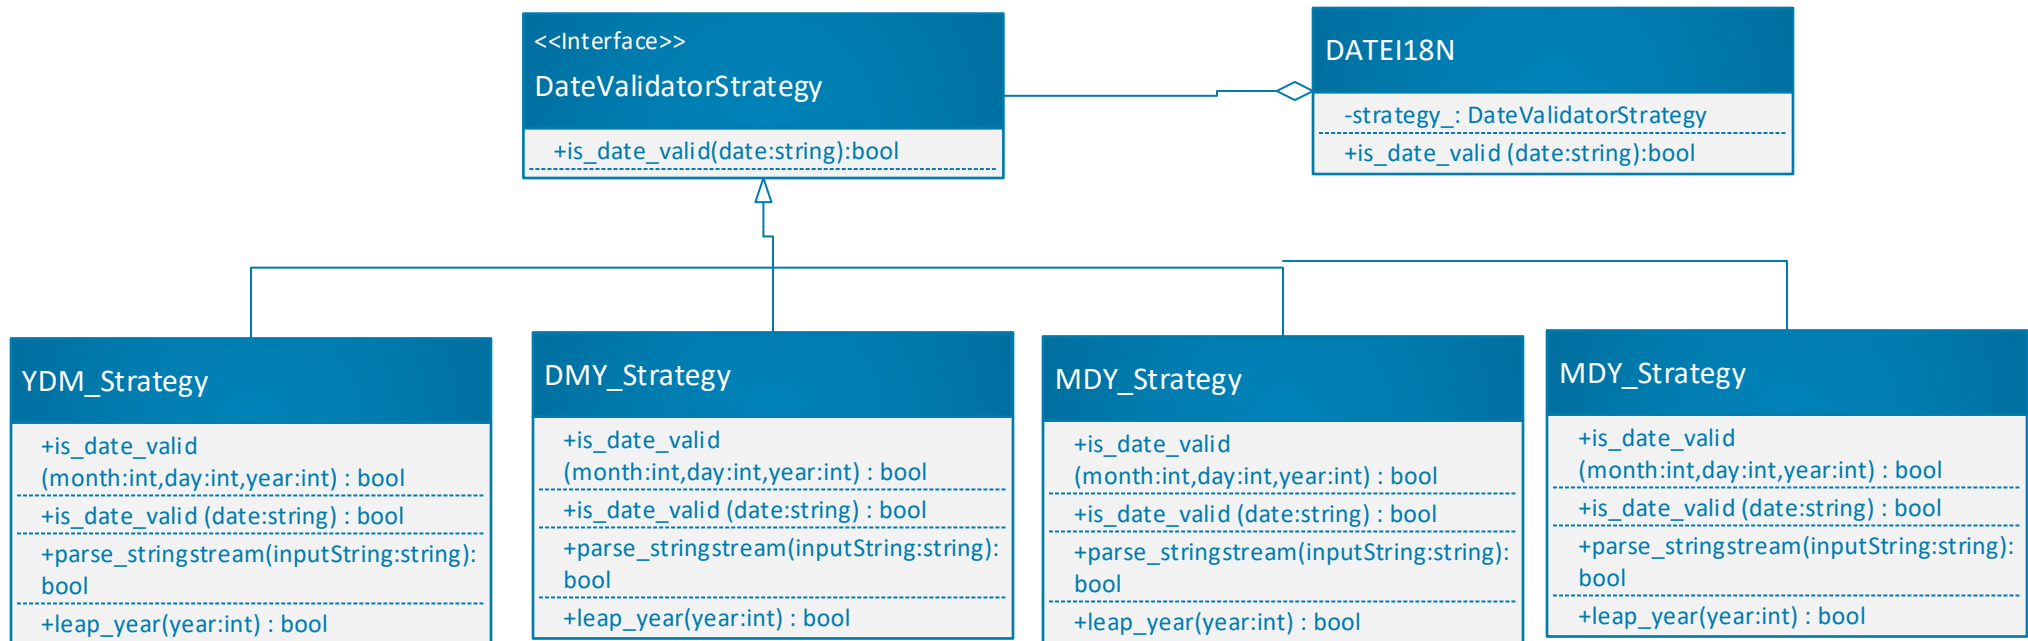 <<Interface>>
DateValidatorStrategy
+is_date_valid(date:string):bool
DATEI18N
-strategy_: DateValidatorStrategy
+is_date_valid (date:string):bool
YDM_Strategy
+is_date_valid
(month:int,day:int,year:int) : bool
+is_date_valid (date:string) : bool
+parse_stringstream(inputString:string):
bool
+leap_year(year:int) : bool
DMY_Strategy
+is_date_valid
(month:int,day:int,year:int) : bool
+is_date_valid (date:string) : bool
+parse_stringstream(inputString:string):
bool
+leap_year(year:int) : bool
MDY_Strategy
+is_date_valid
(month:int,day:int,year:int) : bool
+is_date_valid (date:string) : bool
+parse_stringstream(inputString:string):
bool
+leap_year(year:int) : bool
MDY_Strategy
+is_date_valid
(month:int,day:int,year:int) : bool
+is_date_valid (date:string) : bool
+parse_stringstream(inputString:string):
bool
+leap_year(year:int) : bool